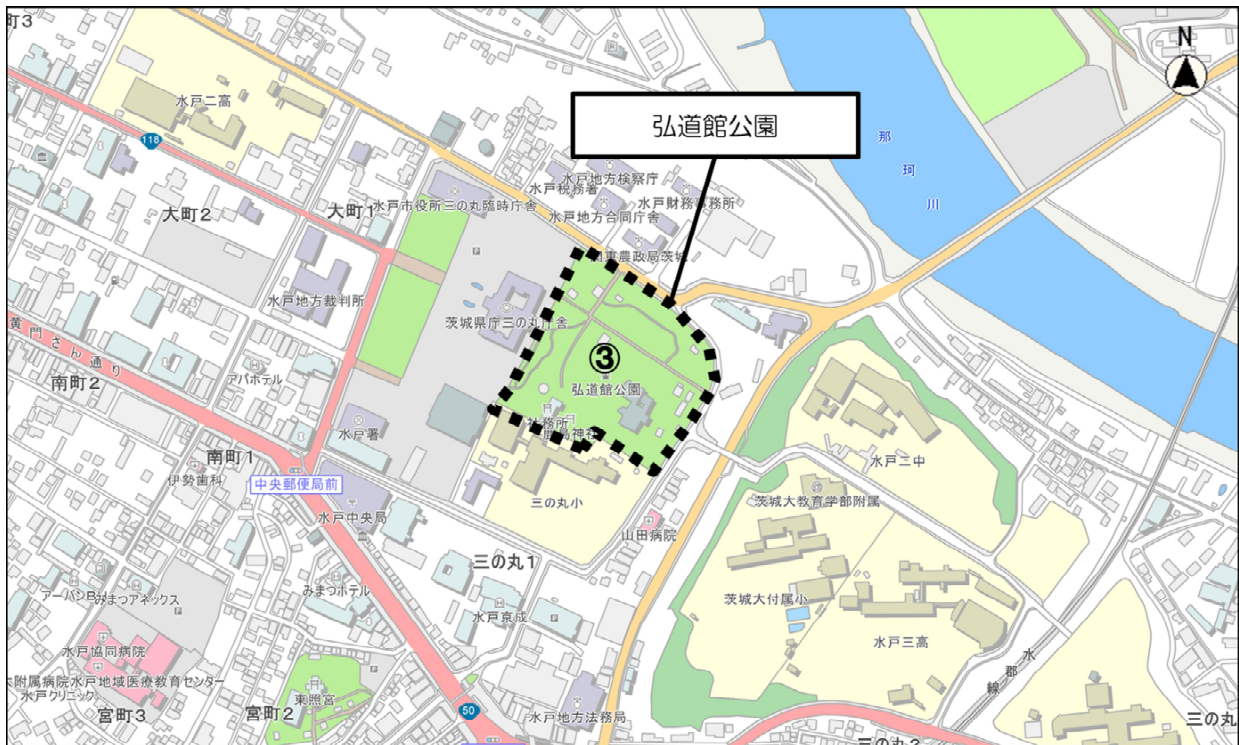 町3
N
水戸二高
弘道館公園
118
那
珂
川
水戸地方検察庁
水戸税務署
大町2
大町1
水戸市役所三の丸臨時庁舎
水戸財務事務所
水戸地方合同庁舎
関東農政局茨城
水戸地方裁判所
茨城県庁三の丸庁舎
黄門さん通り
③
南町2
アパホテル
弘道館公園
社務所
鹿島神社
水戸署
南町1
水戸二中
伊勢歯科
中央郵便局前
茨城大教育学部附属
三の丸小
水戸中央局
山田病院
三の丸1
みまつホテル
みまつアネックス
茨城大付属小
水戸京成
水戸三高
水戸協同病院
水
郡
線
附属病院水戸地域医療教育センター
水戸クリニック
東照宮
宮町3
宮町2
50
水戸地方法務局
三の丸
三の丸2